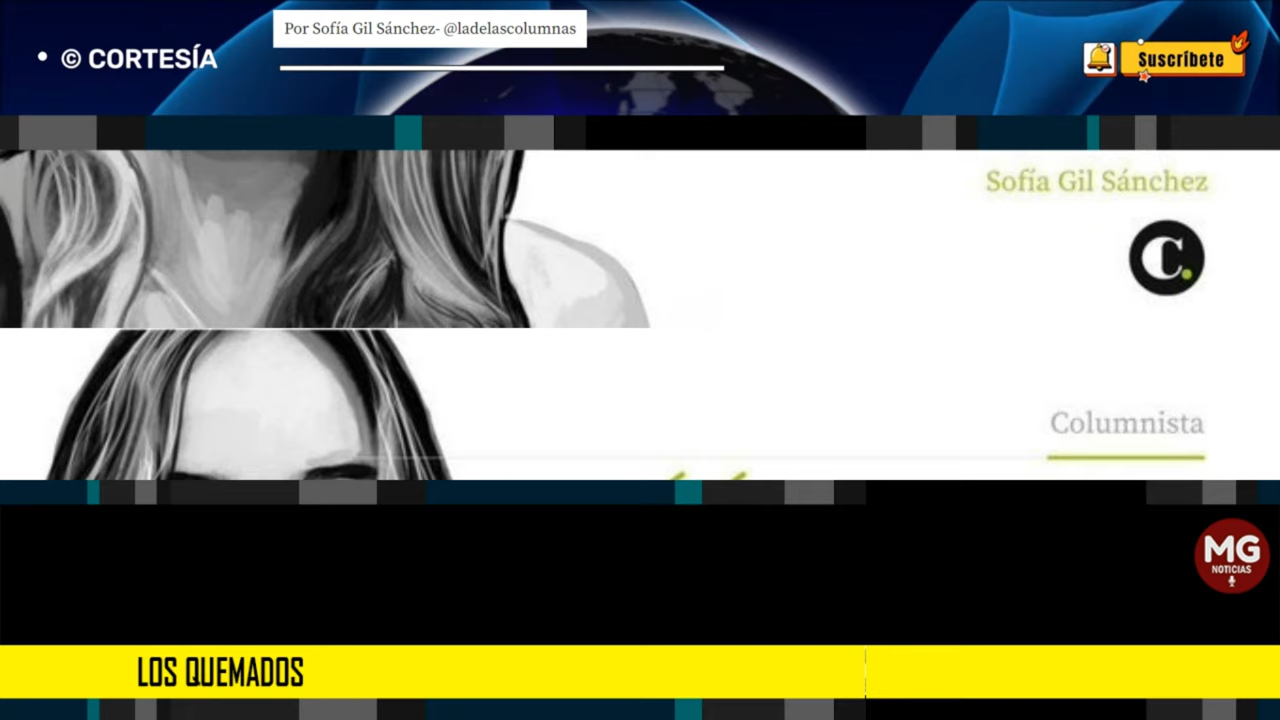 Por Sofía Gil Sánchez- @ladelascolumnas
• © CORTESÍA
Suscríbete
Sofía Gil Sánchez
C.
Columnista
MG
NOTICIAS
LOS QUEMADOS